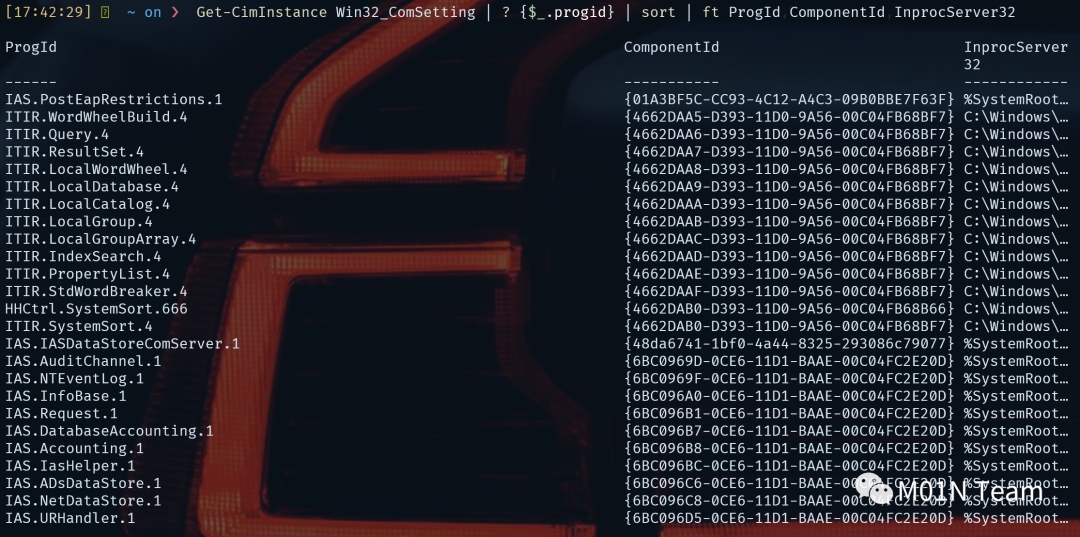 [17:42:29] ~ on ❯ Get-CimInstance Win32_ComSetting | ? {$_.progid} | sort | ft ProgId,ComponentId,InprocServer32
ProgId ComponentId InprocServer
32
------ ----------- ------------
IAS.PostEapRestrictions.1 {01A3BF5C-CC93-4C12-A4C3-09B0BBE7F63F} %SystemRoot…
ITIR.WordWheelBuild.4 {4662DAA5-D393-11D0-9A56-00C04FB68BF7} C:\Windows\…
ITIR.Query.4 {4662DAA6-D393-11D0-9A56-00C04FB68BF7} C:\Windows\…
ITIR.ResultSet.4 {4662DAA7-D393-11D0-9A56-00C04FB68BF7} C:\Windows\…
ITIR.LocalWordWheel.4 {4662DAA8-D393-11D0-9A56-00C04FB68BF7} C:\Windows\…
ITIR.LocalDatabase.4 {4662DAA9-D393-11D0-9A56-00C04FB68BF7} C:\Windows\…
ITIR.LocalCatalog.4 {4662DAAA-D393-11D0-9A56-00C04FB68BF7} C:\Windows\…
ITIR.LocalGroup.4 {4662DAAB-D393-11D0-9A56-00C04FB68BF7} C:\Windows\…
ITIR.LocalGroupArray.4 {4662DAAC-D393-11D0-9A56-00C04FB68BF7} C:\Windows\…
ITIR.IndexSearch.4 {4662DAAD-D393-11D0-9A56-00C04FB68BF7} C:\Windows\…
ITIR.PropertyList.4 {4662DAAE-D393-11D0-9A56-00C04FB68BF7} C:\Windows\…
ITIR.StdWordBreaker.4 {4662DAAF-D393-11D0-9A56-00C04FB68BF7} C:\Windows\…
HHCtrl.SystemSort.666 {4662DAB0-D393-11D0-9A56-00C04FB68B66} C:\Windows\…
ITIR.SystemSort.4 {4662DAB0-D393-11D0-9A56-00C04FB68BF7} C:\Windows\…
IAS.IASDataStoreComServer.1 {48da6741-1bf0-4a44-8325-293086c79077} %SystemRoot…
IAS.AuditChannel.1 {6BC0969D-0CE6-11D1-BAAE-00C04FC2E20D} %SystemRoot…
IAS.NTEventLog.1 {6BC0969F-0CE6-11D1-BAAE-00C04FC2E20D} %SystemRoot…
IAS.InfoBase.1 {6BC096A0-0CE6-11D1-BAAE-00C04FC2E20D} %SystemRoot…
IAS.Request.1 {6BC096B1-0CE6-11D1-BAAE-00C04FC2E20D} %SystemRoot…
IAS.DatabaseAccounting.1 {6BC096B7-0CE6-11D1-BAAE-00C04FC2E20D} %SystemRoot…
IAS.Accounting.1 {6BC096B8-0CE6-11D1-BAAE-00C04FC2E20D} %SystemRoot…
IAS.IasHelper.1 {6BC096BC-0CE6-11D1-BAAE-00C04FC2E20D} %SystemRoot…
IAS.ADsDataStore.1 {6BC096C6-0CE6-11D1-BAAE-00C04FC2E20D} %SystemRoot…
IAS.NetDataStore.1 {6BC096C8-0CE6-11D1-BAAE-00C04FC2E20D} %SystemRoot…
IAS.URHandler.1 {6BC096D5-0CE6-11D1-BAAE-00C04FC2E20D} %SystemRoot…
M01N Team